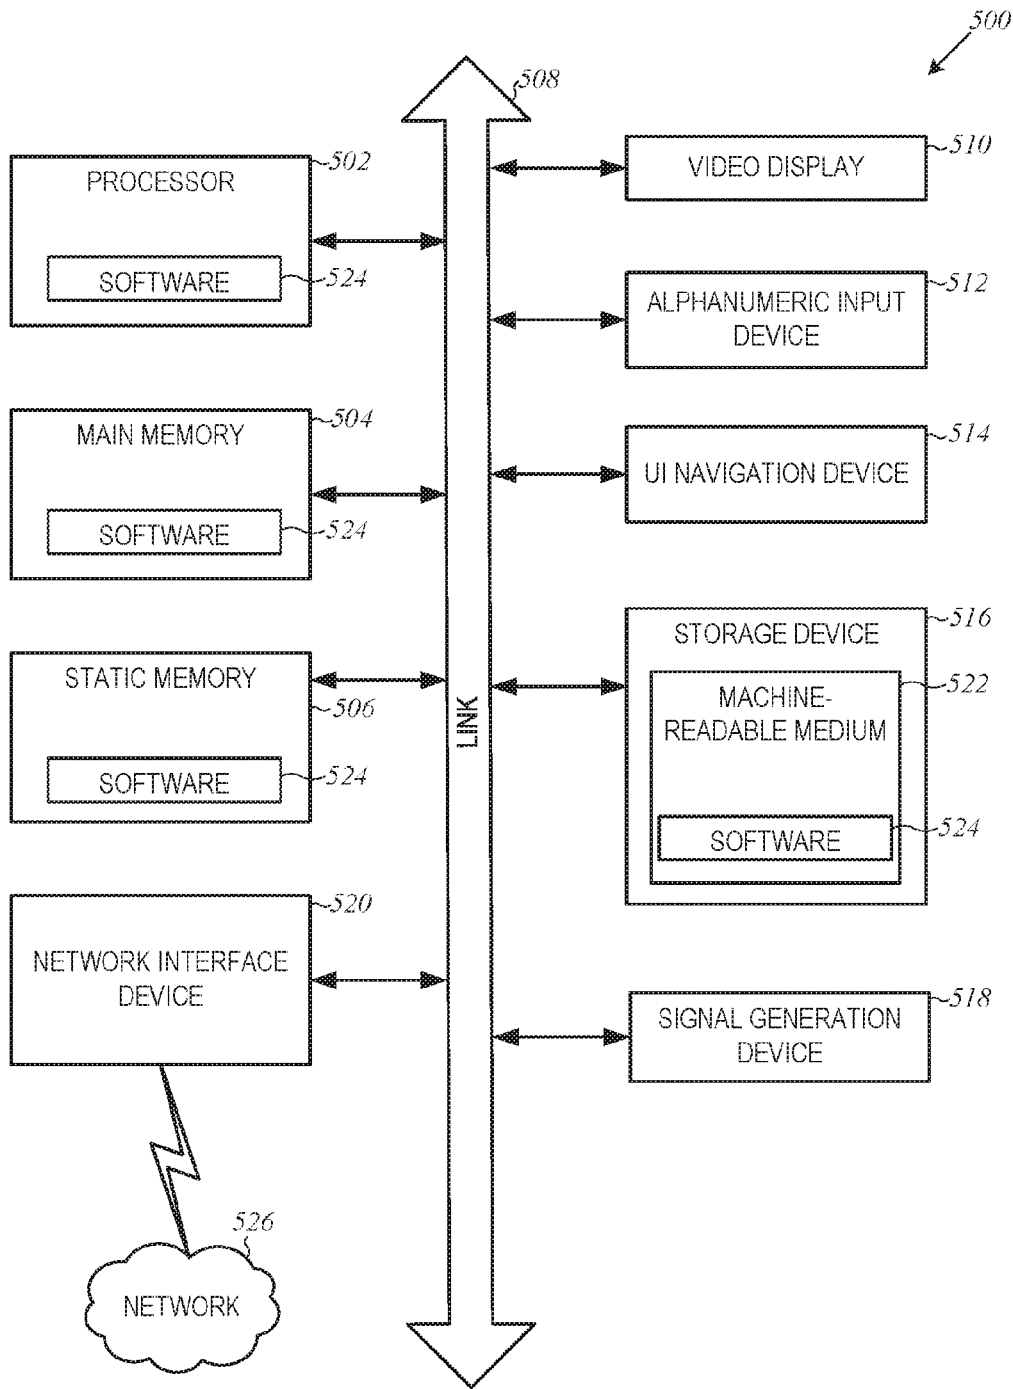 500
508
502
PROCESSOR
SOFTWARE
524
504
MAIN MEMORY
SOFTWARE
524
STATIC MEMORY
506
SOFTWARE
524
520
NETWORK INTERFACE
DEVICE
526
NETWORK
LINK
510
VIDEO DISPLAY
512
ALPHANUMERIC INPUT
DEVICE
514
UI NAVIGATION DEVICE
516
STORAGE DEVICE
522
MACHINE-
READABLE MEDIUM
524
SOFTWARE
518
SIGNAL GENERATION
DEVICE